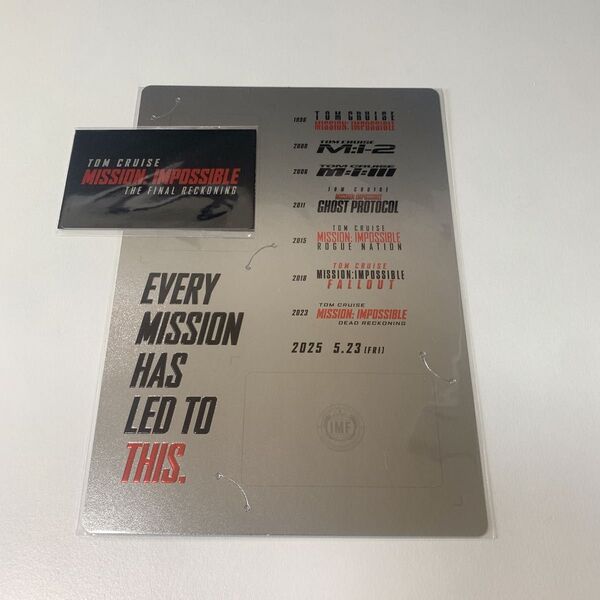 TOM CRUISE
MISSION: IMPOSSIBLE
THE FINAL RECKONING
1996 TOM CRUISE
MISSION: IMPOSSIBLE
2000 TOM CRUISE
M:i-2
2006 TOM CRUISE
M:i:III
2011 TOM CRUISE
MISSION: IMPOSSIBLE
GHOST PROTOCOL
2015 TOM CRUISE
MISSION: IMPOSSIBLE
ROGUE NATION
2018 TOM CRUISE
MISSION:IMPOSSIBLE
FALLOUT
2023 TOM CRUISE
MISSION: IMPOSSIBLE
DEAD RECKONING
2025 5.23 (FRI)
EVERY
MISSION
HAS
LED TO
THIS.
IMF